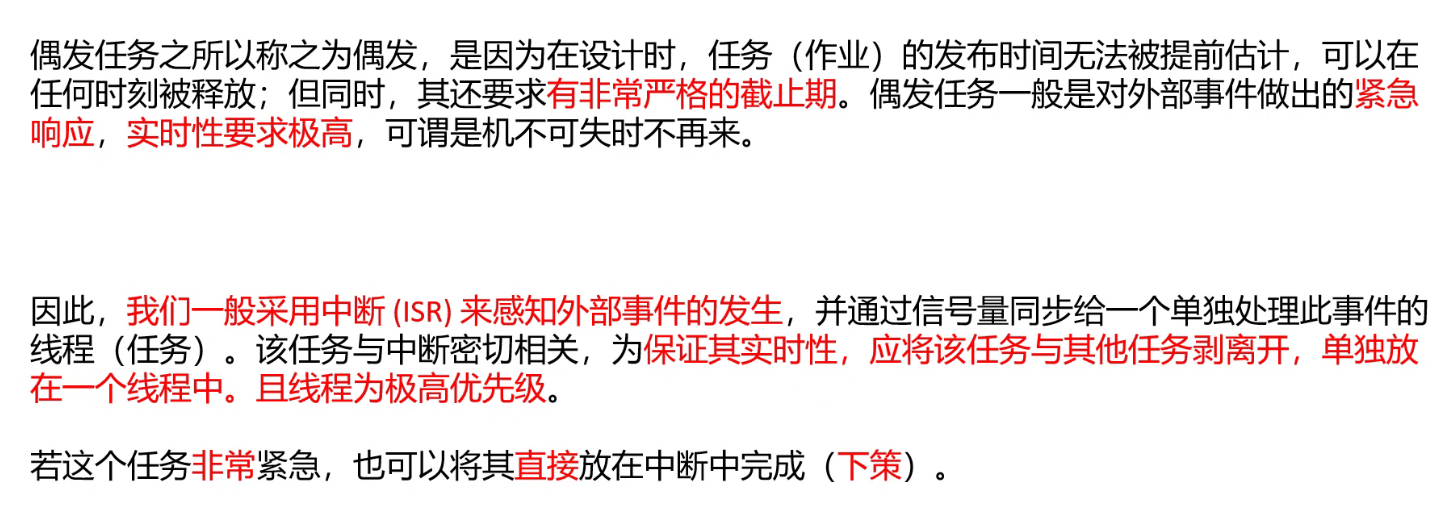 偶发任务之所以称之为偶发，是因为在设计时，任务（作业）的发布时间无法被提前估计，可以在
任何时刻被释放；但同时，其还要求有非常严格的截止期。偶发任务一般是对外部事件做出的紧急
响应，实时性要求极高，可谓是机不可失时不再来。
因此，我们一般采用中断 (ISR) 来感知外部事件的发生，并通过信号量同步给一个单独处理此事件的
线程（任务）。该任务与中断密切相关，为保证其实时性，应将该任务与其他任务剥离开，单独放
在一个线程中。且线程为极高优先级。
若这个任务非常紧急，也可以将其直接放在中断中完成（下策）。